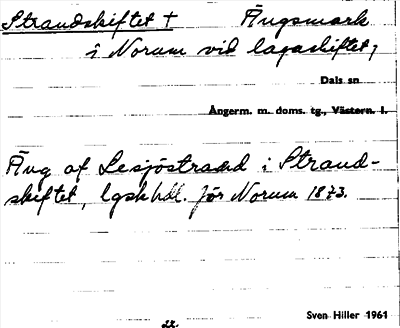 Strandskiftet † Ängsmark
i Norum vid lagaskiftet,
Dals sn
Ångerm. m. doms. tg., Västern. l.
Äng af Lesjöstrand i Strand-
skiftet, lgskhdl. för Norum 1873.
Sven Hiller 1961